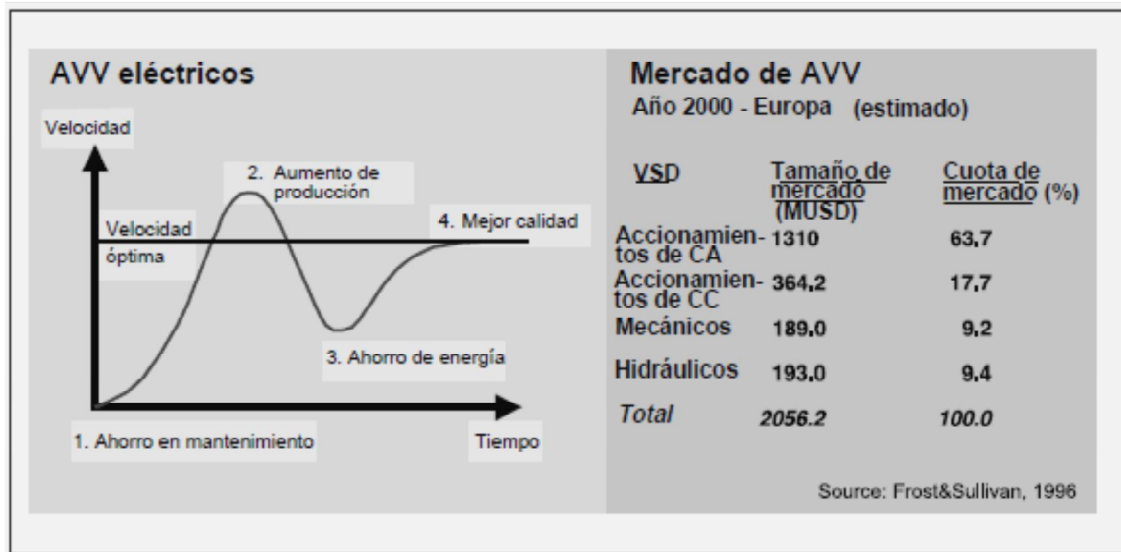 AVV eléctricos
Velocidad
2. Aumento de
producción
4. Mejor calidad
Velocidad
óptima
3. Ahorro de energía
1. Ahorro en mantenimiento
Tiempo
Mercado de AVV
Año 2000 - Europa (estimado)
VSD Tamaño de Cuota de
mercado mercado (%)
(MUSD)
Accionamien- 1310 63,7
tos de CA
Accionamien- 364,2 17,7
tos de CC
Mecánicos 189.0 9,2
Hidráulicos 193.0 9,4
Total 2056.2 100.0
Source: Frost&Sullivan, 1996